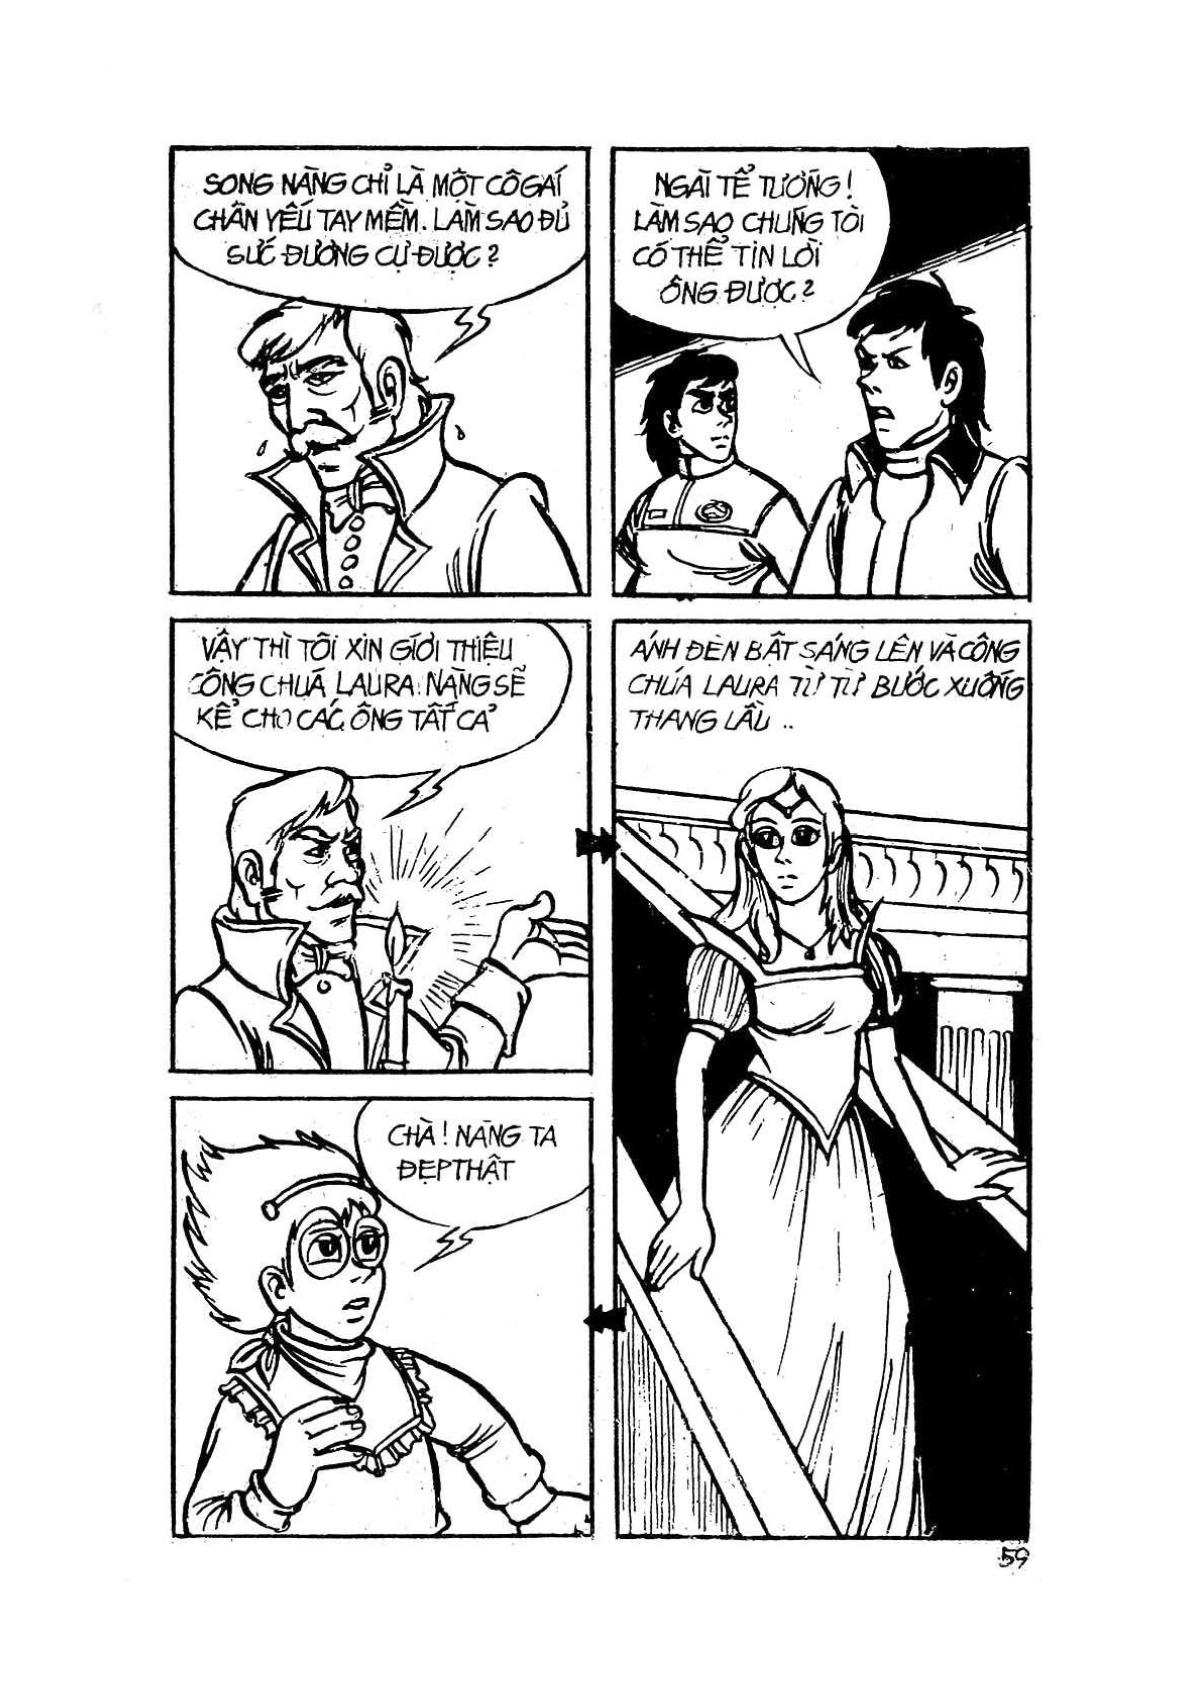 SONG NÀNG CHỈ LÀ MỘT CÔ GAÍ
CHÂN YẾU TAY MỀM. LÀM SAO ĐỦ
SỨC ĐƯƠNG CỰ ĐƯỢC?
NGÀI TỂ TƯỚNG!
LÀM SAO CHÚNG TÔI
CÓ THỂ TIN LỜI
ÔNG ĐƯỢC?
VẬY THÌ TÔI XIN GIỚI THIỆU
CÔNG CHUÁ LAURA. NÀNG SẼ
KỂ CHO CÁC ÔNG TẤT CẢ
ÁNH ĐÈN BẬT SÁNG LÊN VÀ CÔNG
CHÚA LAURA TỪ TỪ BƯỚC XUỐNG
THANG LẦU ..
CHÀ! NÀNG TA
ĐẸP THẬT
59